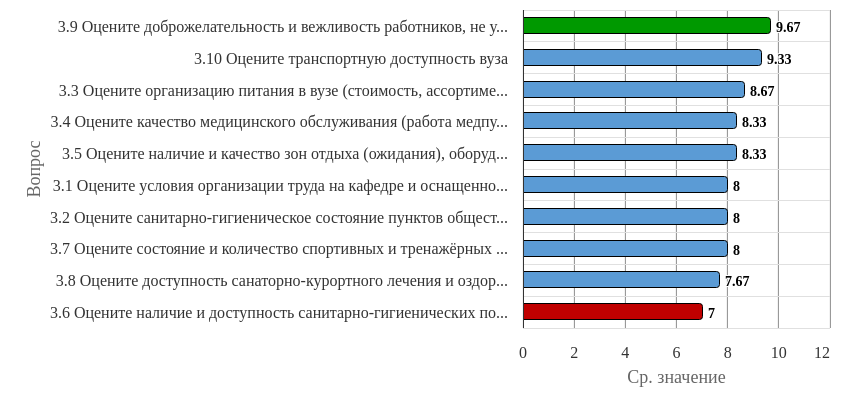 3.9 Оцените доброжелательность и вежливость работников, не у... 9.67
3.10 Оцените транспортную доступность вуза 9.33
3.3 Оцените организацию питания в вузе (стоимость, ассортиме... 8.67
3.4 Оцените качество медицинского обслуживания (работа медпу... 8.33
3.5 Оцените наличие и качество зон отдыха (ожидания), оборуд... 8.33
3.1 Оцените условия организации труда на кафедре и оснащенно... 8
3.2 Оцените санитарно-гигиеническое состояние пунктов общест... 8
3.7 Оцените состояние и количество спортивных и тренажёрных ... 8
3.8 Оцените доступность санаторно-курортного лечения и оздор... 7.67
3.6 Оцените наличие и доступность санитарно-гигиенических по... 7
Вопрос
0 2 4 6 8 10 12
Ср. значение